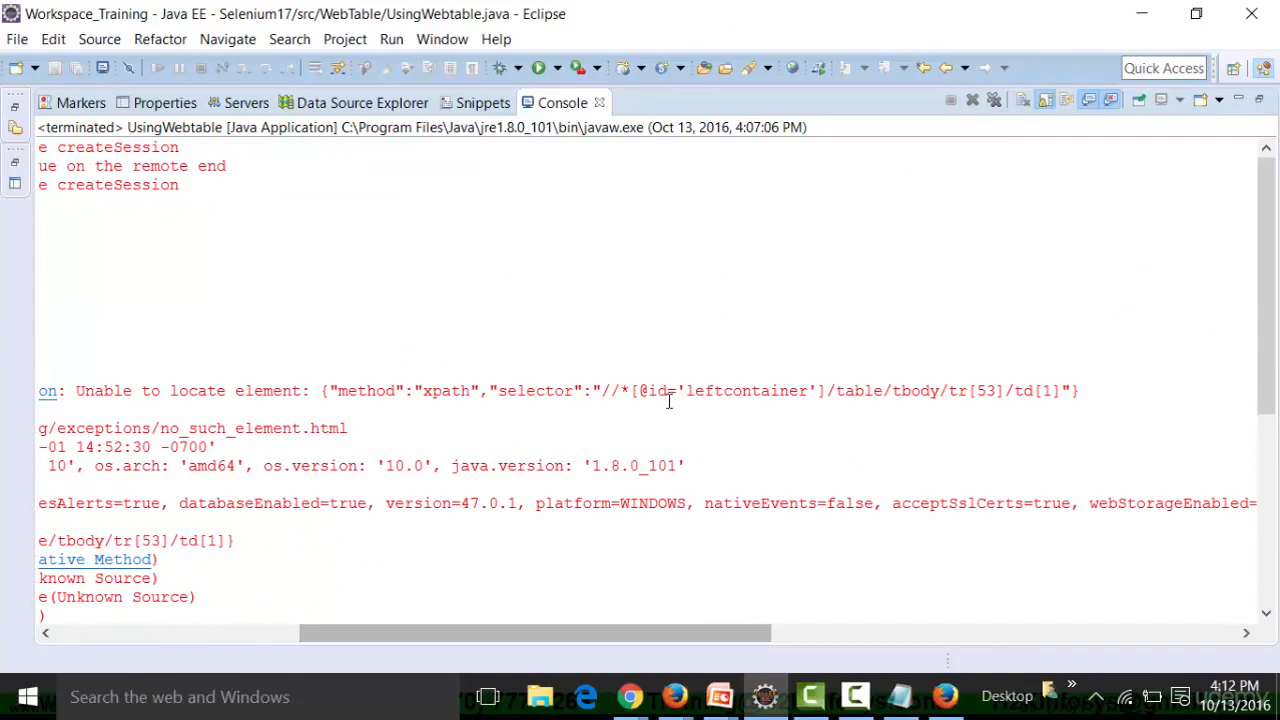 Workspace_Training - Java EE - Selenium17/src/WebTable/UsingWebtable.java - Eclipse
File Edit Source Refactor Navigate Search Project Run Window Help
Quick Access
Markers Properties Servers Data Source Explorer Snippets Console
<terminated> UsingWebtable [Java Application] C:\Program Files\Java\jre1.8.0_101\bin\javaw.exe (Oct 13, 2016, 4:07:06 PM)
e createSession
ue on the remote end
e createSession
on: Unable to locate element: {"method":"xpath","selector":"//*[@id='leftcontainer']/table/tbody/tr[53]/td[1]"}
g/exceptions/no_such_element.html
-01 14:52:30 -0700'
10', os.arch: 'amd64', os.version: '10.0', java.version: '1.8.0_101'
esAlerts=true, databaseEnabled=true, version=47.0.1, platform=WINDOWS, nativeEvents=false, acceptSslCerts=true, webStorageEnabled=
e/tbody/tr[53]/td[1]}
ative Method)
known Source)
e(Unknown Source)
)
Search the web and Windows
Desktop
4:12 PM
10/13/2016